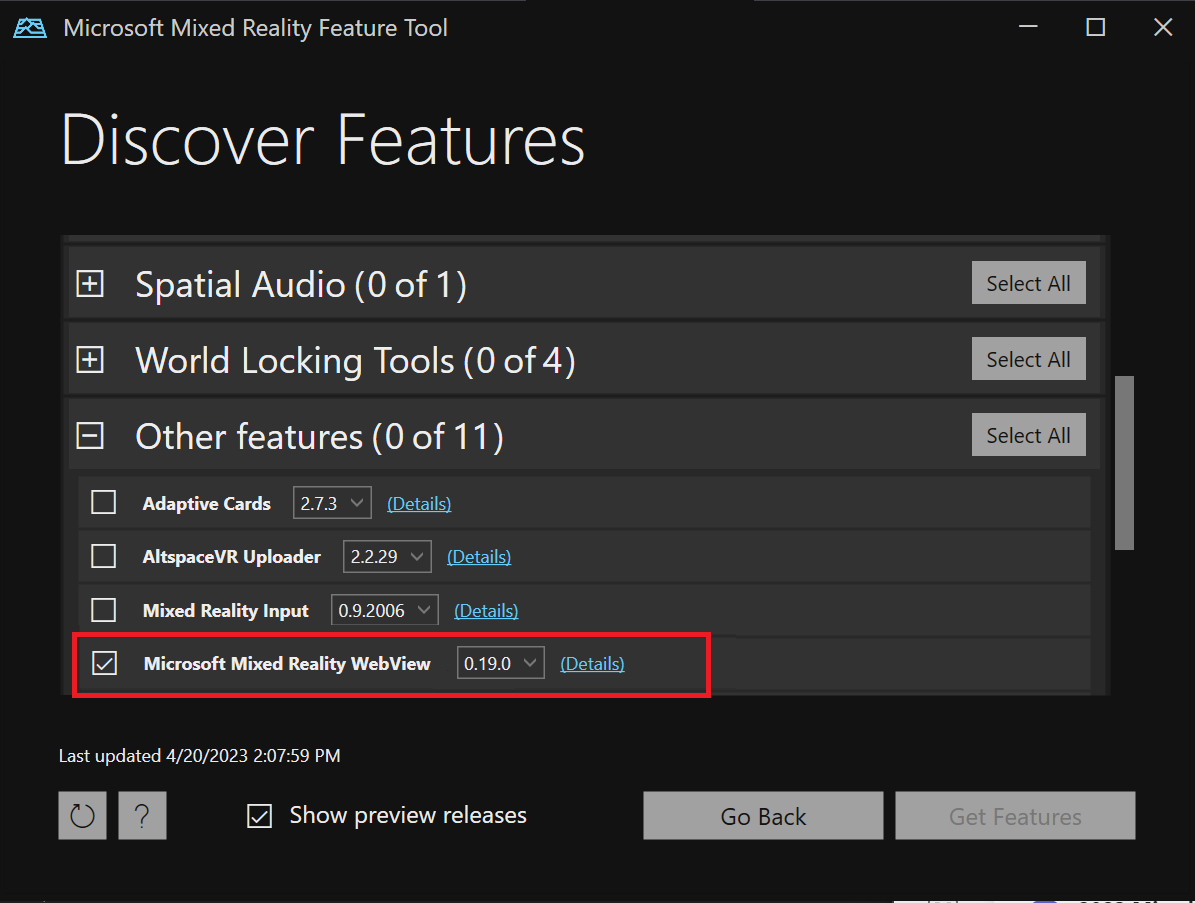 Microsoft Mixed Reality Feature Tool
Discover Features
Spatial Audio (0 of 1) Select All
World Locking Tools (0 of 4) Select All
Other features (0 of 11) Select All
Adaptive Cards 2.7.3 (Details)
AltspaceVR Uploader 2.2.29 (Details)
Mixed Reality Input 0.9.2006 (Details)
Microsoft Mixed Reality WebView 0.19.0 (Details)
Last updated 4/20/2023 2:07:59 PM
? Show preview releases Go Back Get Features